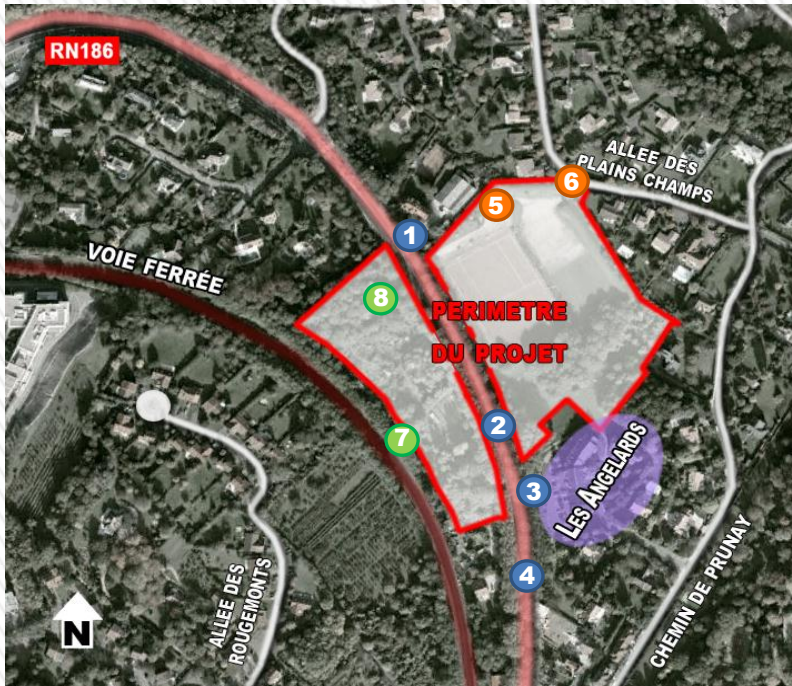 RN186
ALLEE DES
PLAINS CHAMPS
6
5
1
VOIE FERRÉE
8
PERIMETRE
DU PROJET
2
7
3
LES ANGELARDS
4
ALLEE DES
ROUGEMONTS
CHEMIN DE PRUNAY
N